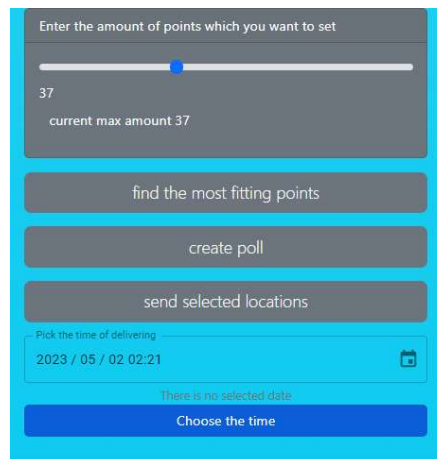 Enter the amount of points which you want to set
37
current max amount 37
find the most fitting points
create poll
send selected locations
Pick the time of delivering
2023 / 05 / 02 02:21
There is no selected date
Choose the time